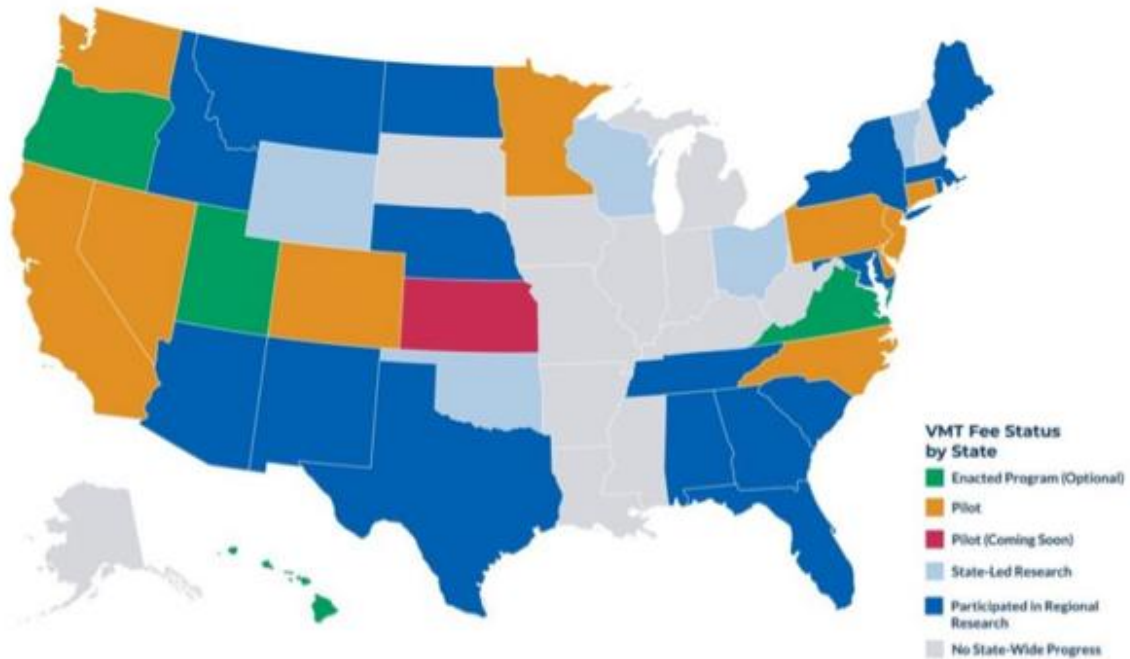 VMT Fee Status
by State
Enacted Program (Optional)
Pilot
Pilot (Coming Soon)
State-Led Research
Participated in Regional
Research
No State-Wide Progress